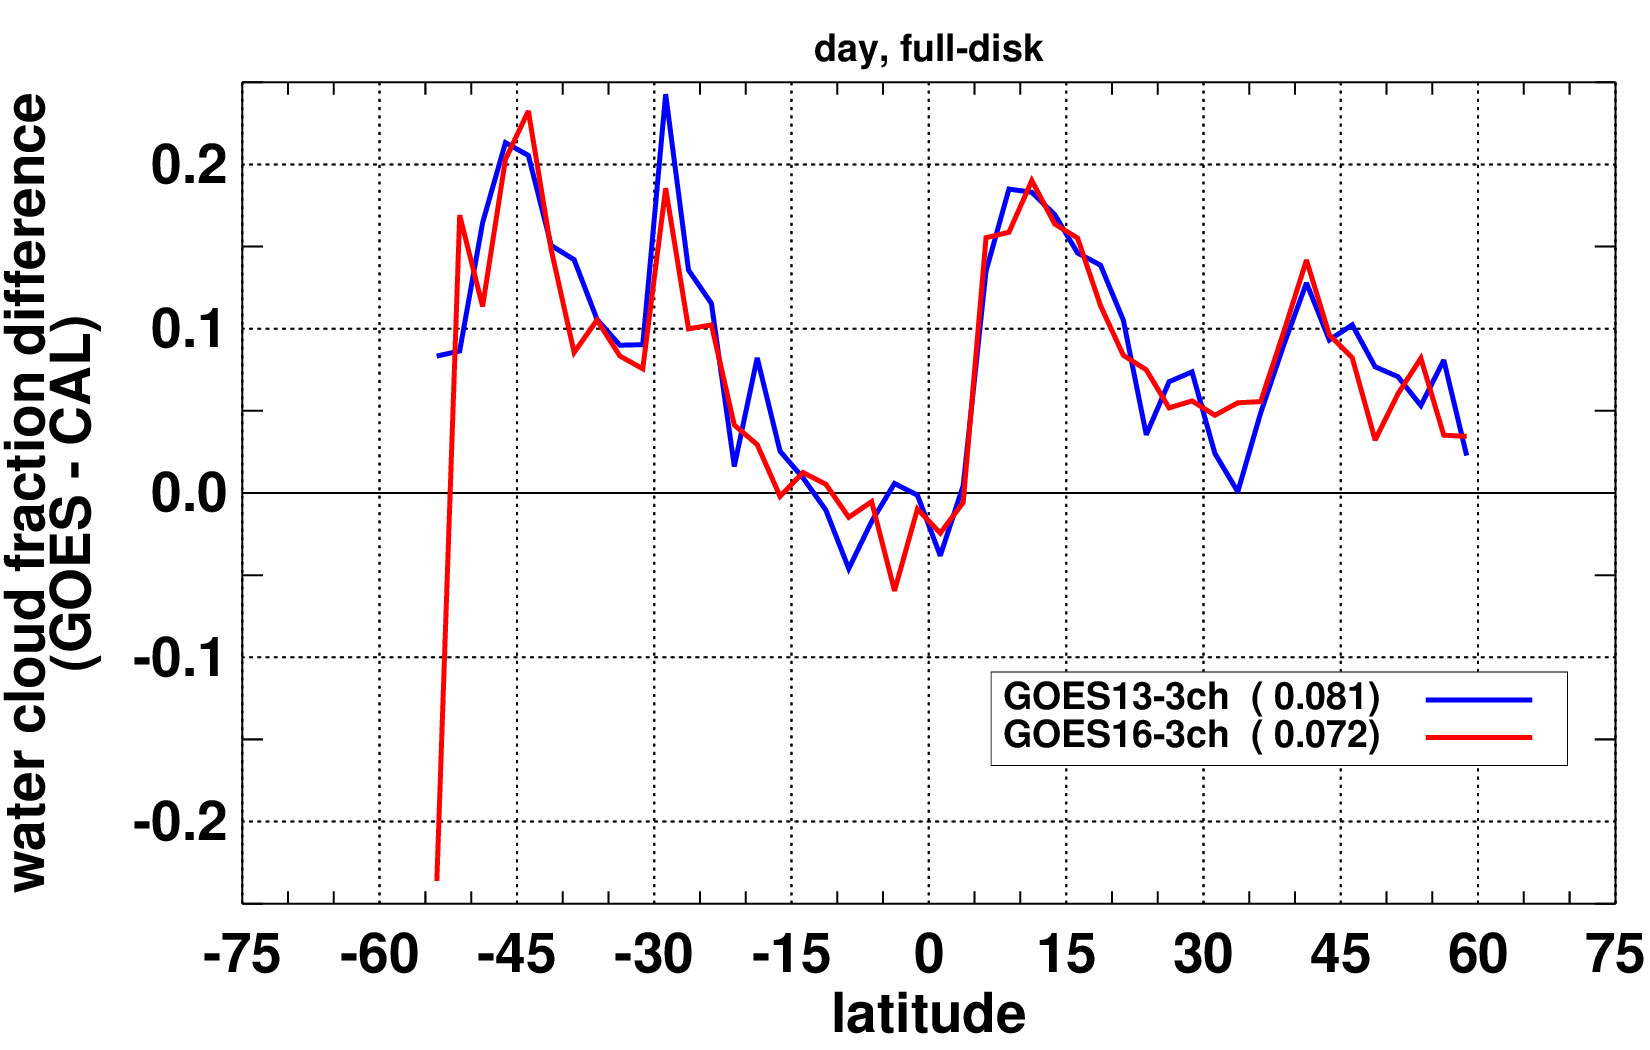 day, full-disk
water cloud fraction difference
(GOES - CAL)
0.2
0.1
0.0
-0.1
-0.2
GOES13-3ch ( 0.081)
GOES16-3ch ( 0.072)
-75 -60 -45 -30 -15 0 15 30 45 60 75
latitude